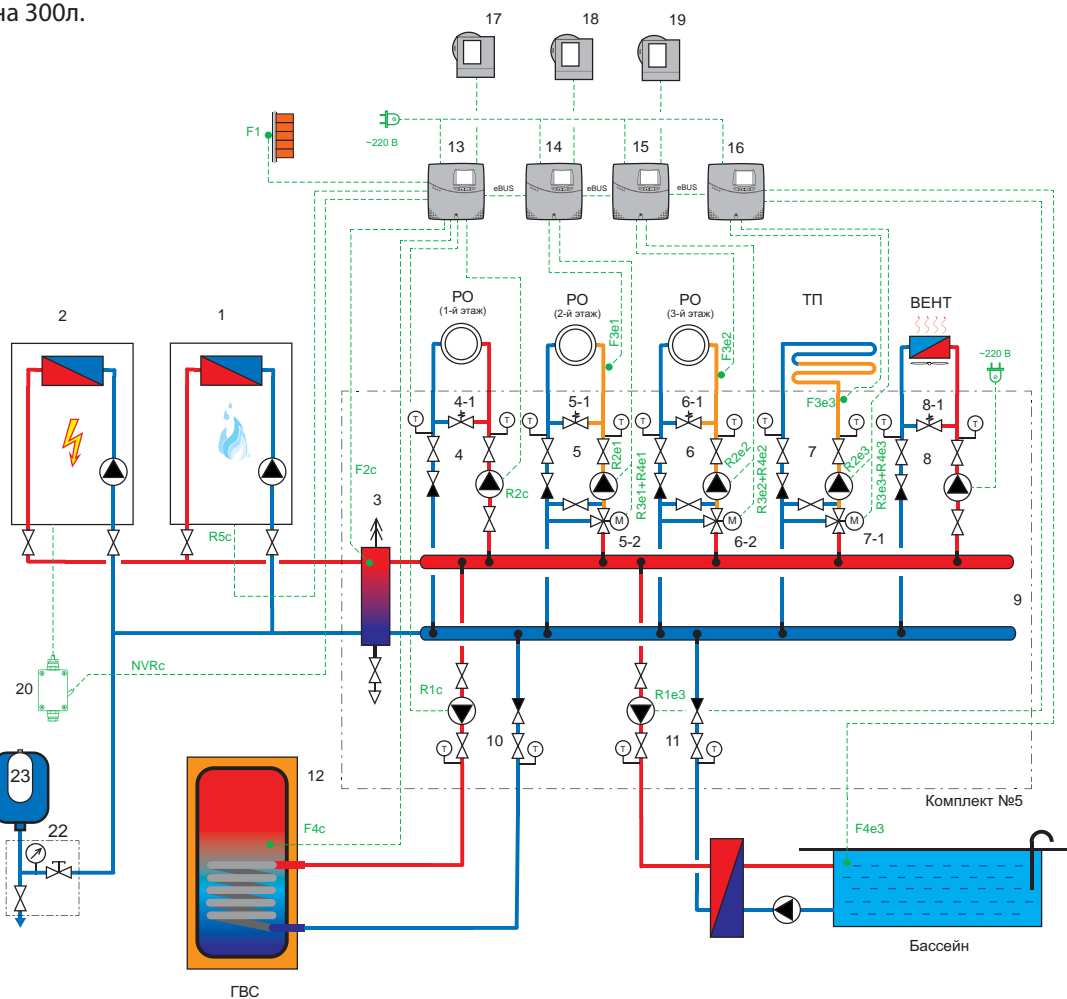 на 300л.
17
18
19
F1
~220 В
13
14
15
16
eBUS
eBUS
eBUS
РО
(1-й этаж)
РО
(2-й этаж)
РО
(3-й этаж)
ТП
ВЕНТ
2
1
F3e1
F3e2
~220 В
F3e3
4-1
5-1
6-1
8-1
T
T
T
T
T
T
T
T
T
T
4
5
6
7
8
R2e1
R2e2
R2e3
F2c
R2c
R3e1+R4e1
R3e2+R4e2
R3e3+R4e3
3
M
M
M
R5c
5-2
6-2
7-1
9
20
NVRc
R1c
R1e3
10
11
T
T
T
T
23
12
Комплект №5
22
F4c
F4e3
Бассейн
ГВС